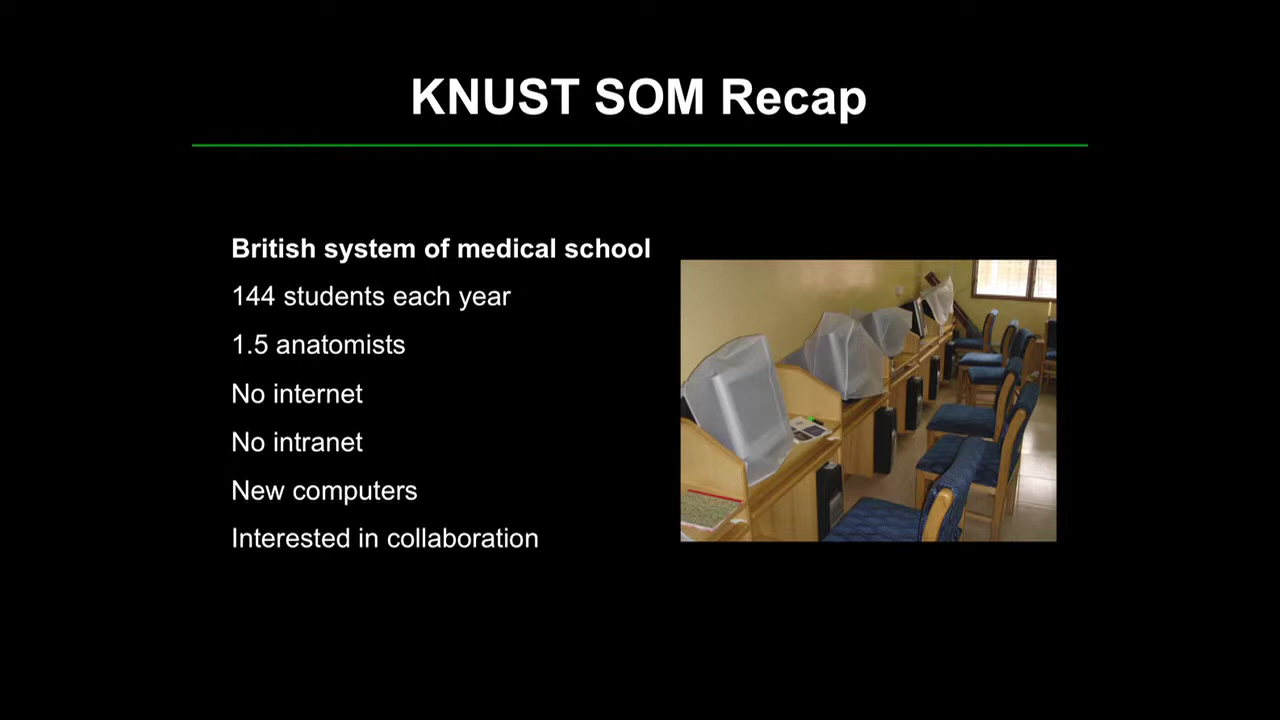 KNUST SOM Recap
British system of medical school
144 students each year
1.5 anatomists
No internet
No intranet
New computers
Interested in collaboration